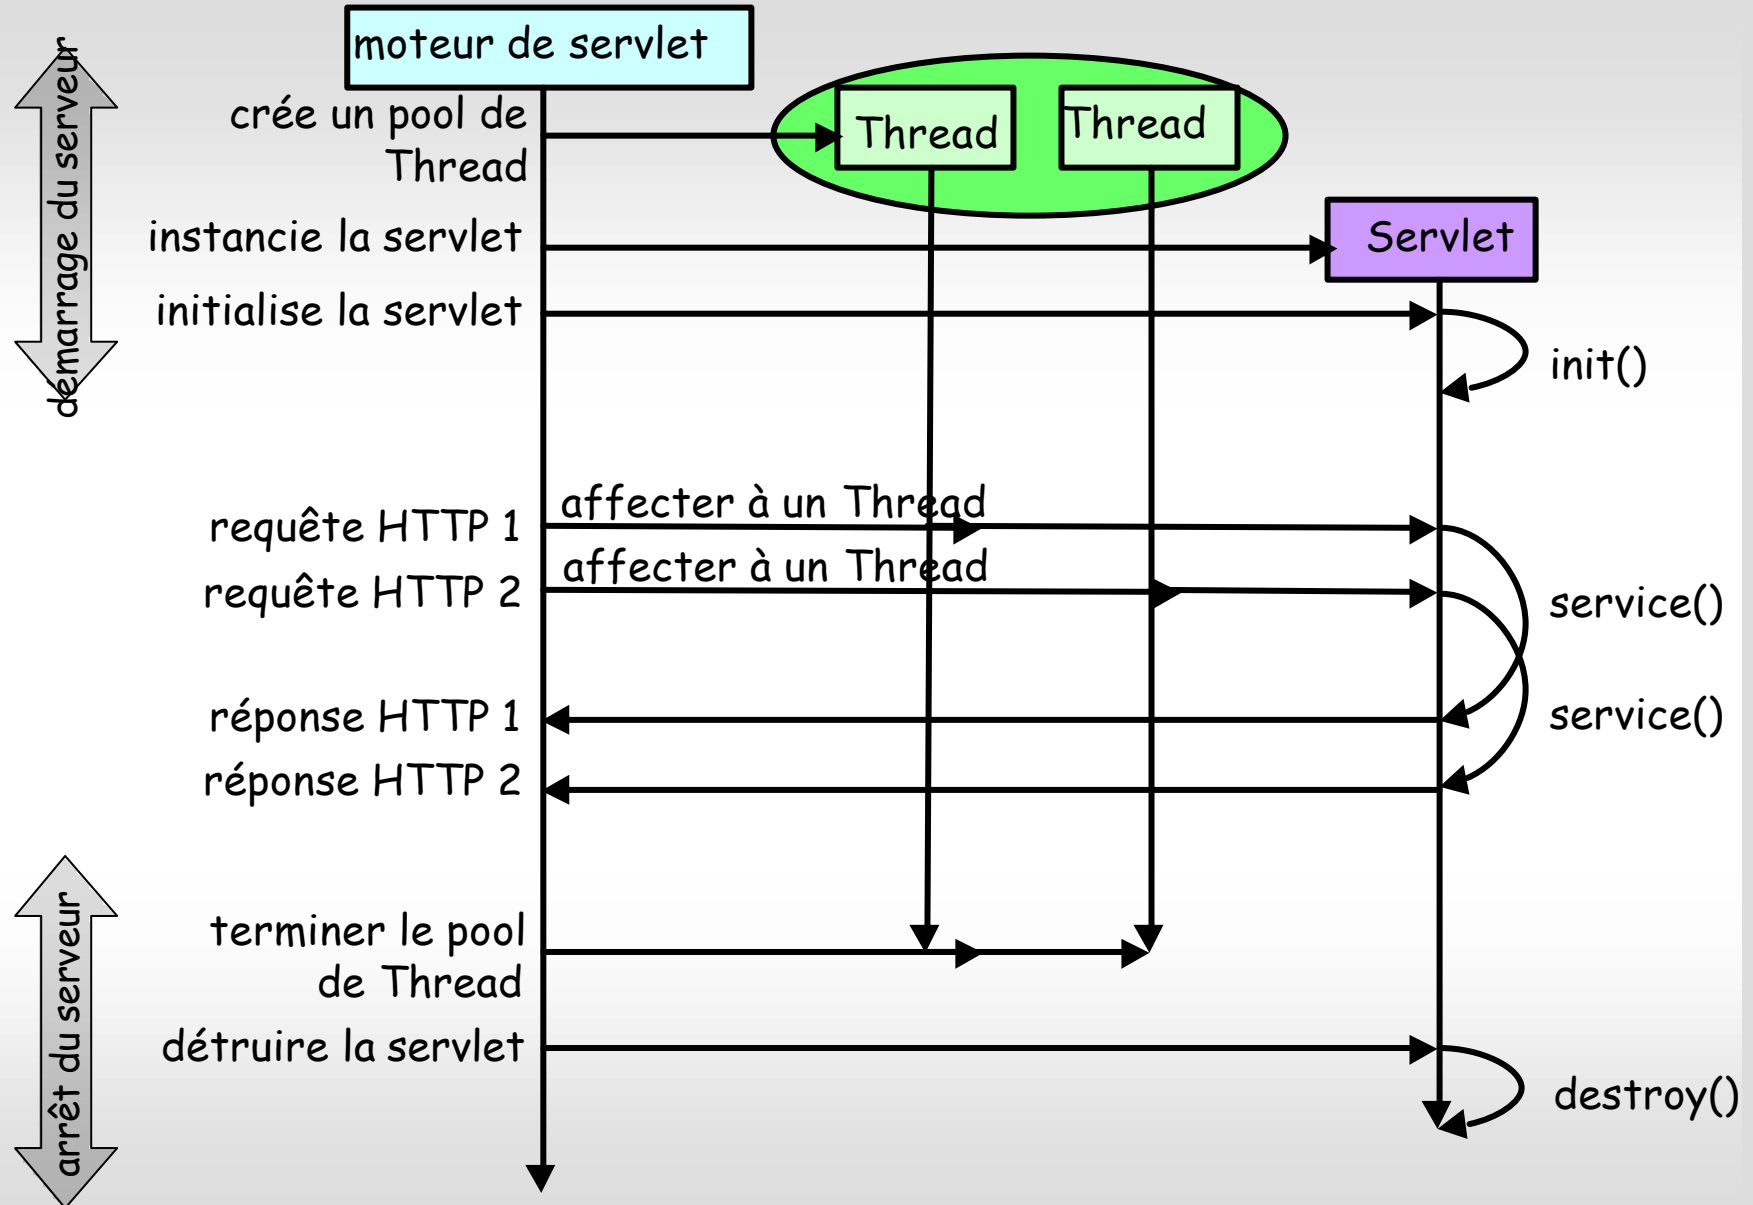 moteur de servlet
démarrage du serveur
crée un pool de
Thread
Thread
Thread
instancie la servlet
Servlet
initialise la servlet
init()
affecter à un Thread
requête HTTP 1
affecter à un Thread
requête HTTP 2
service()
réponse HTTP 1
service()
réponse HTTP 2
arrêt du serveur
terminer le pool
de Thread
détruire la servlet
destroy()